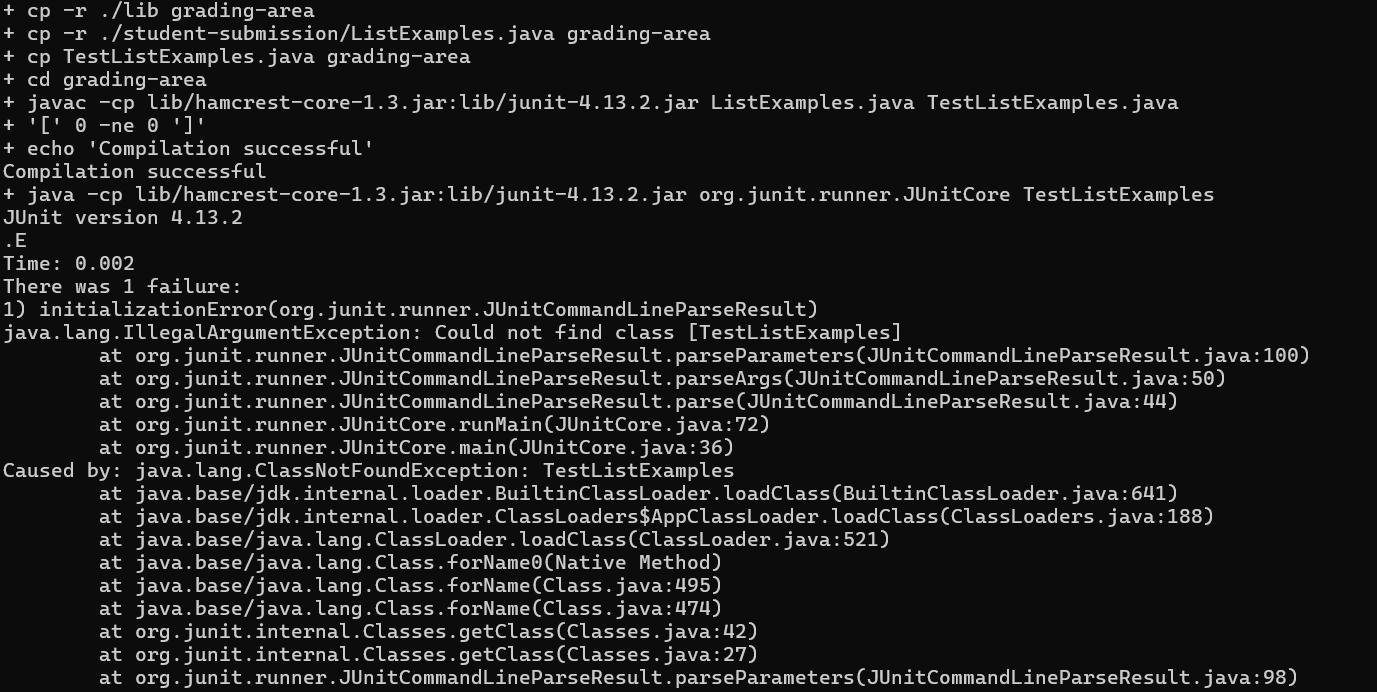 + cp -r ./lib grading-area
+ cp -r ./student-submission/ListExamples.java grading-area
+ cp TestListExamples.java grading-area
+ cd grading-area
+ javac -cp lib/hamcrest-core-1.3.jar:lib/junit-4.13.2.jar ListExamples.java TestListExamples.java
+ '[' 0 -ne 0 ']'
+ echo 'Compilation successful'
Compilation successful
+ java -cp lib/hamcrest-core-1.3.jar:lib/junit-4.13.2.jar org.junit.runner.JUnitCore TestListExamples
JUnit version 4.13.2
.E
Time: 0.002
There was 1 failure:
1) initializationError(org.junit.runner.JUnitCommandLineParseResult)
java.lang.IllegalArgumentException: Could not find class [TestListExamples]
        at org.junit.runner.JUnitCommandLineParseResult.parseParameters(JUnitCommandLineParseResult.java:100)
        at org.junit.runner.JUnitCommandLineParseResult.parseArgs(JUnitCommandLineParseResult.java:50)
        at org.junit.runner.JUnitCommandLineParseResult.parse(JUnitCommandLineParseResult.java:44)
        at org.junit.runner.JUnitCore.runMain(JUnitCore.java:72)
        at org.junit.runner.JUnitCore.main(JUnitCore.java:36)
Caused by: java.lang.ClassNotFoundException: TestListExamples
        at java.base/jdk.internal.loader.BuiltinClassLoader.loadClass(BuiltinClassLoader.java:641)
        at java.base/jdk.internal.loader.ClassLoaders$AppClassLoader.loadClass(ClassLoaders.java:188)
        at java.base/java.lang.ClassLoader.loadClass(ClassLoader.java:521)
        at java.base/java.lang.Class.forName0(Native Method)
        at java.base/java.lang.Class.forName(Class.java:495)
        at java.base/java.lang.Class.forName(Class.java:474)
        at org.junit.internal.Classes.getClass(Classes.java:42)
        at org.junit.internal.Classes.getClass(Classes.java:27)
        at org.junit.runner.JUnitCommandLineParseResult.parseParameters(JUnitCommandLineParseResult.java:98)